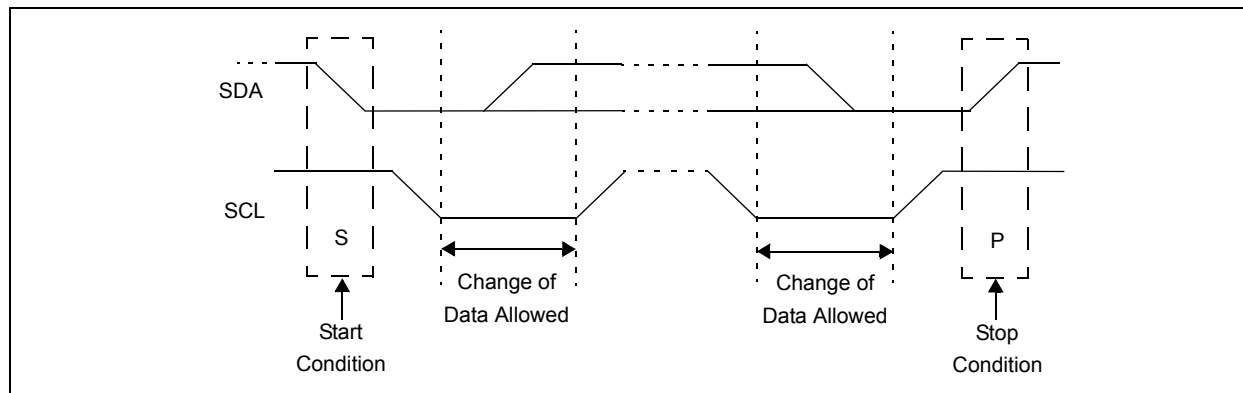 SDA
SCL
S
P
Change of
Data Allowed
Change of
Data Allowed
Start
Condition
Stop
Condition